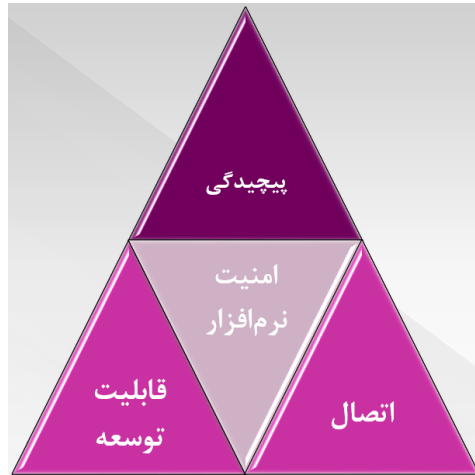 پیچیدگی
امنیت
نرم‌افزار
اتصال
قابلیت
توسعه